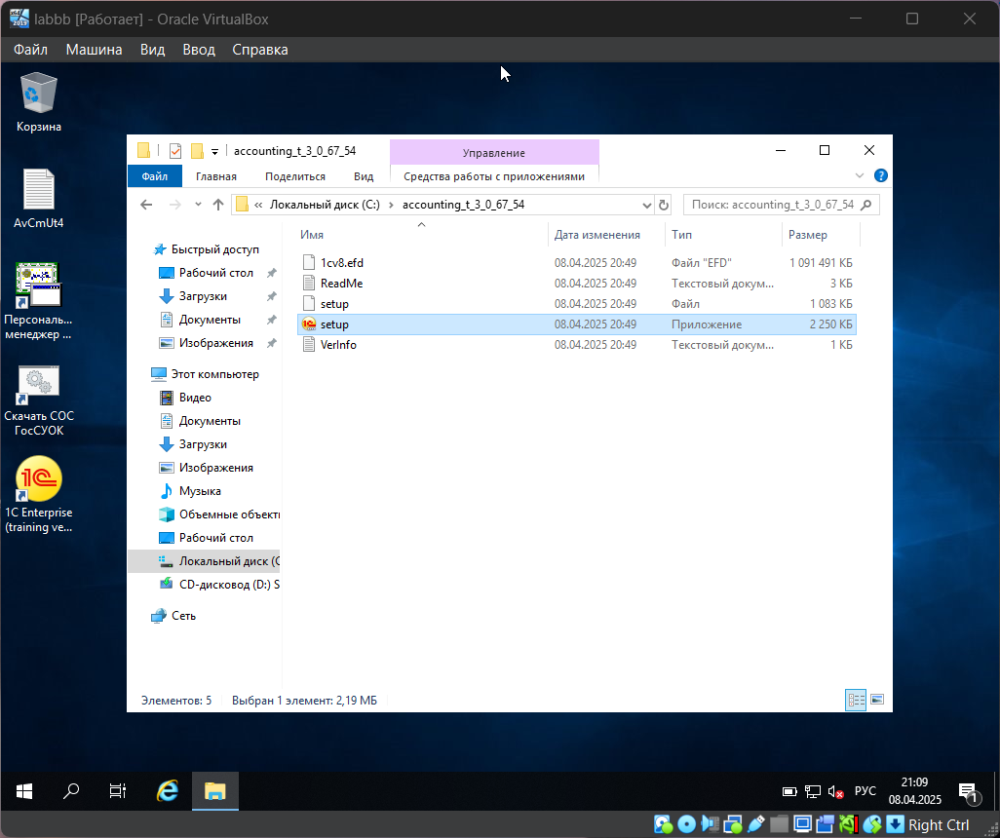 labbb [Работает] - Oracle VirtualBox
Файл Машина Вид Ввод Справка
Корзина
AvCmUt4
Персональ...
менеджер ...
Скачать СОС
ГосСУОК
1C Enterprise
(training ve...
accounting_t_3_0_67_54
Управление
Файл Главная Поделиться Вид Средства работы с приложениями
« Локальный диск (C:) › accounting_t_3_0_67_54
Поиск: accounting_t_3_0_67_54
Быстрый доступ
Рабочий стол
Загрузки
Документы
Изображения
Этот компьютер
Видео
Документы
Загрузки
Изображения
Музыка
Объемные объект
Рабочий стол
Локальный диск (C
CD-дисковод (D:) S
Сеть
Имя Дата изменения Тип Размер
1cv8.efd 08.04.2025 20:49 Файл "EFD" 1 091 491 КБ
ReadMe 08.04.2025 20:49 Текстовый докум... 3 КБ
setup 08.04.2025 20:49 Файл 1 083 КБ
setup 08.04.2025 20:49 Приложение 2 250 КБ
VerInfo 08.04.2025 20:49 Текстовый докум... 1 КБ
Элементов: 5 Выбран 1 элемент: 2,19 МБ
РУС
21:09
08.04.2025
1
Right Ctrl